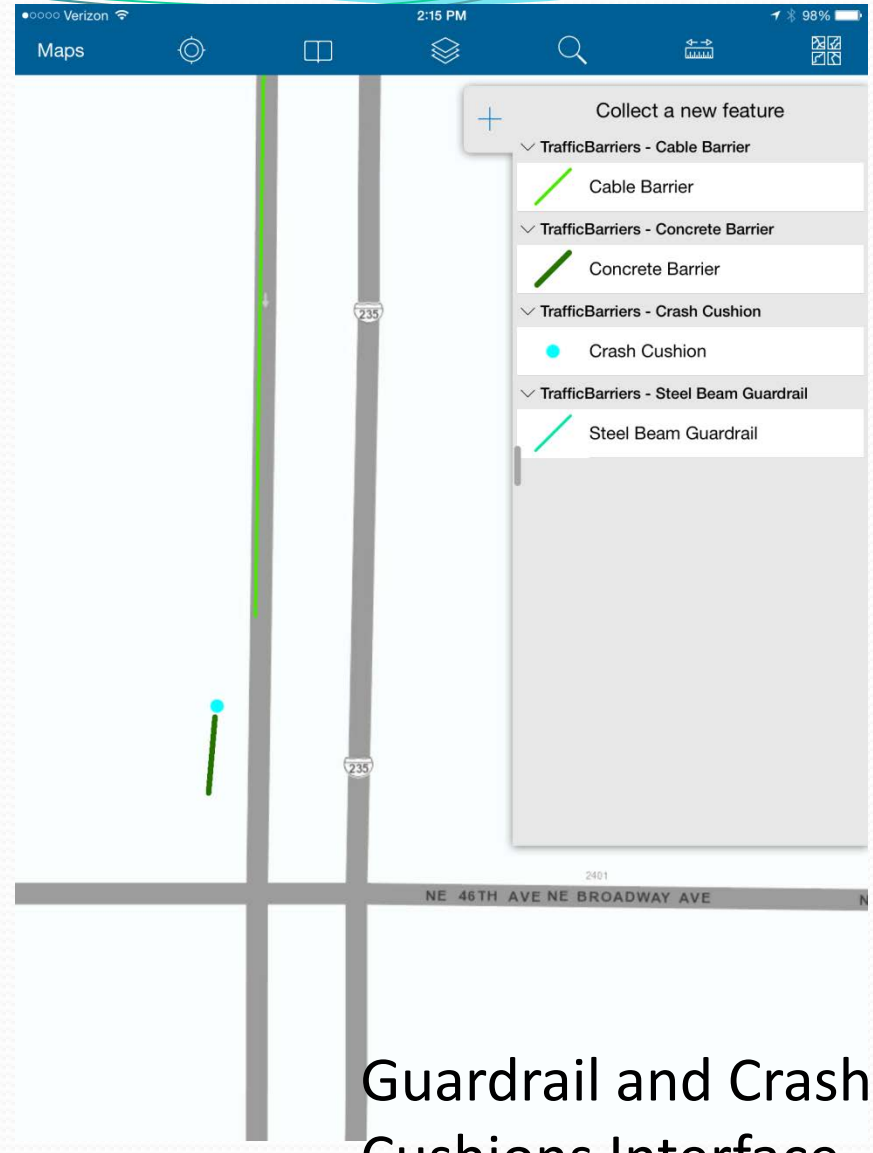 ●○○○○ Verizon 2:15 PM 98%
Maps
Collect a new feature
TrafficBarriers - Cable Barrier
Cable Barrier
TrafficBarriers - Concrete Barrier
Concrete Barrier
TrafficBarriers - Crash Cushion
Crash Cushion
TrafficBarriers - Steel Beam Guardrail
Steel Beam Guardrail
235
235
2401
NE 46TH AVE NE BROADWAY AVE N
Guardrail and Crash
Cushions Interface